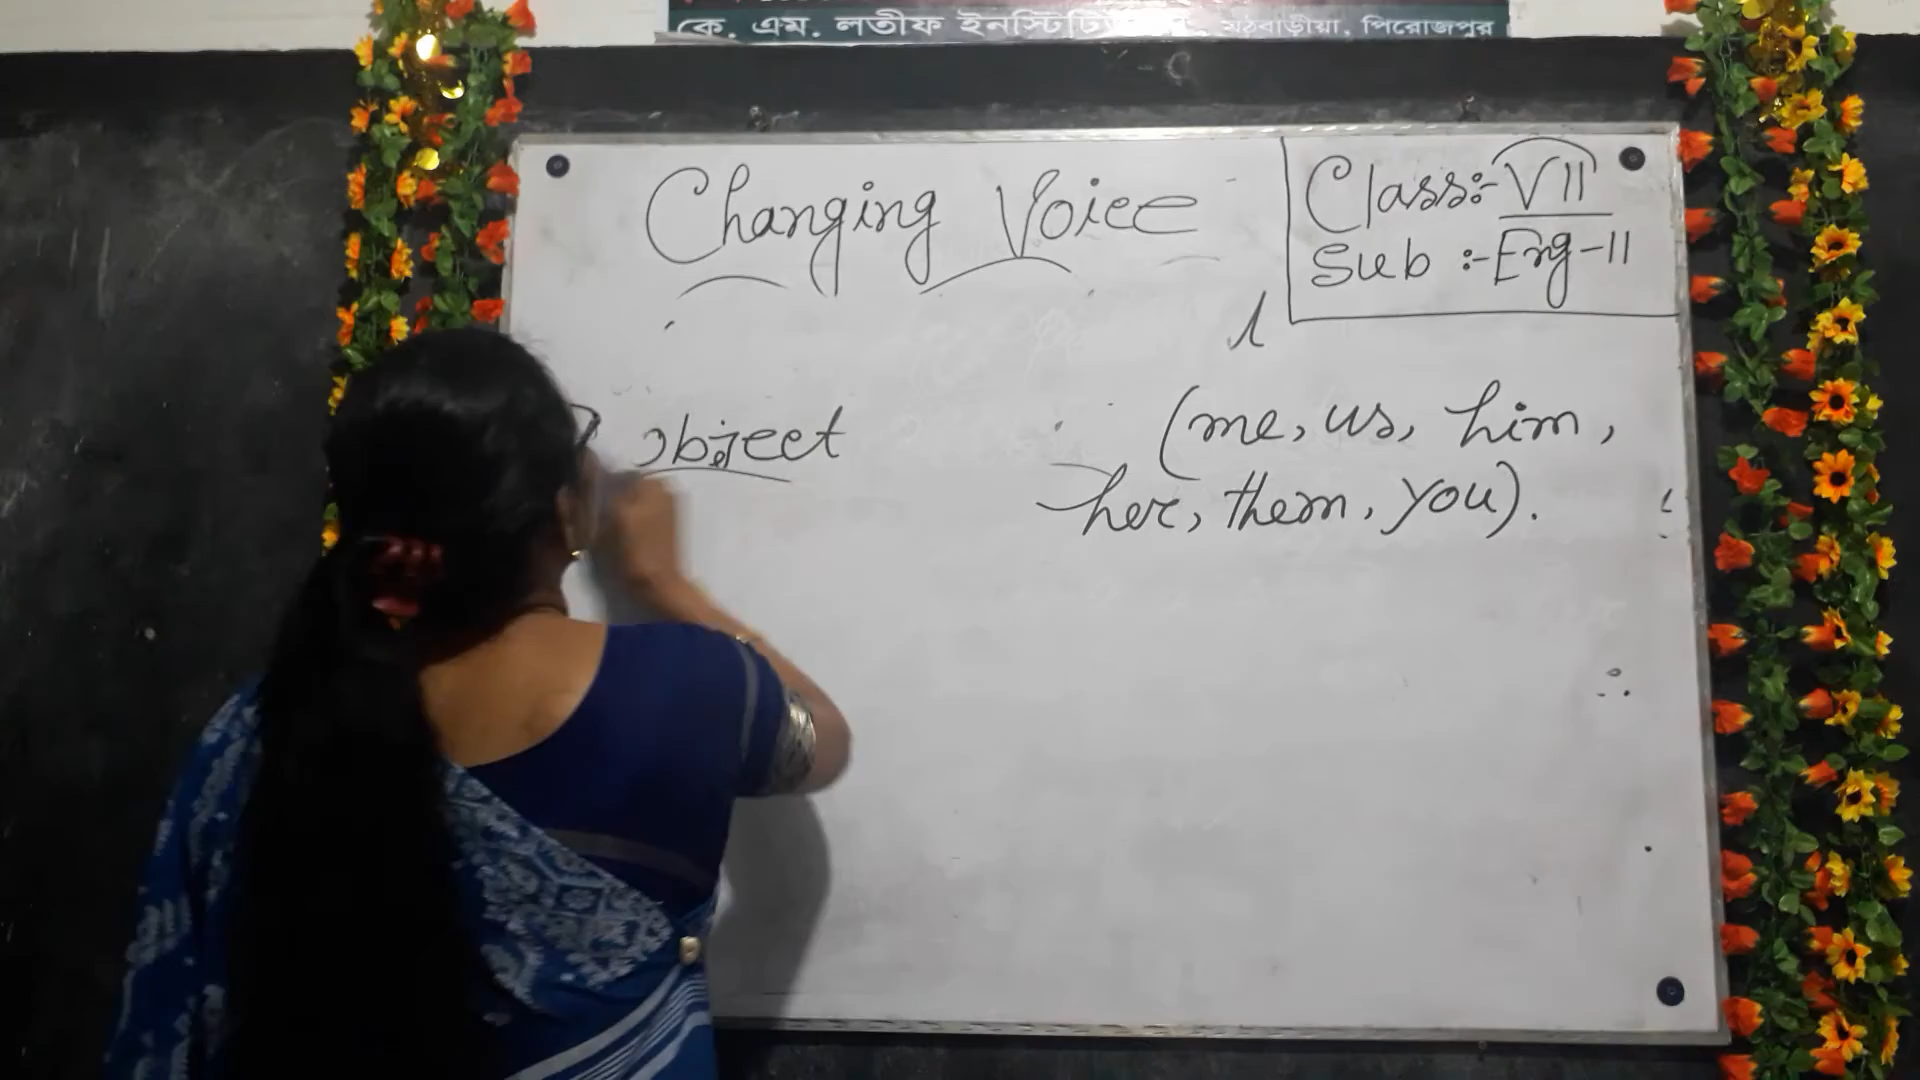 কে. এম. লতীফ ইনস্টিটি মঠবাড়ীয়া, পিরোজপুর
Changing Voice
Class:- VII
Sub :- Eng-II
object
(me, us, him,
her, them, you).